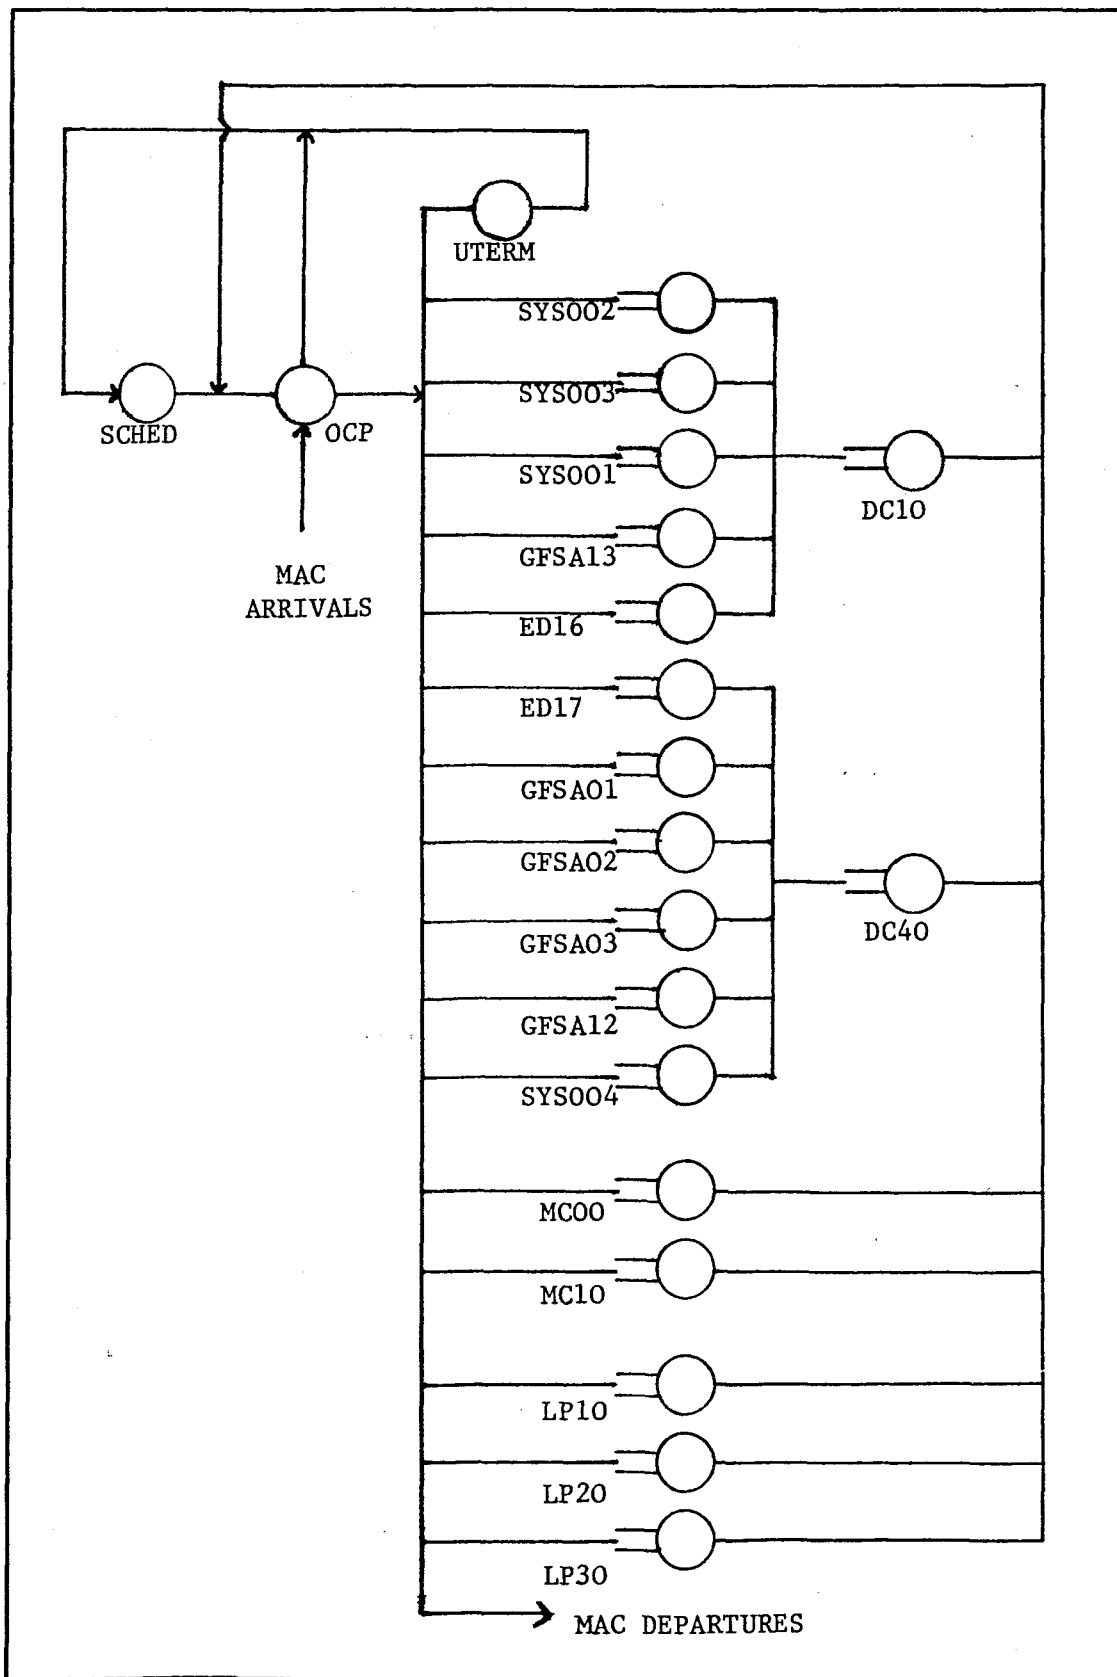 UTERM
SYS002
SYS003
SCHED
OCP
SYS001
DC10
GFSA13
MAC
ARRIVALS
ED16
ED17
GFSA01
GFSA02
GFSA03
DC40
GFSA12
SYS004
MC00
MC10
LP10
LP20
LP30
MAC DEPARTURES